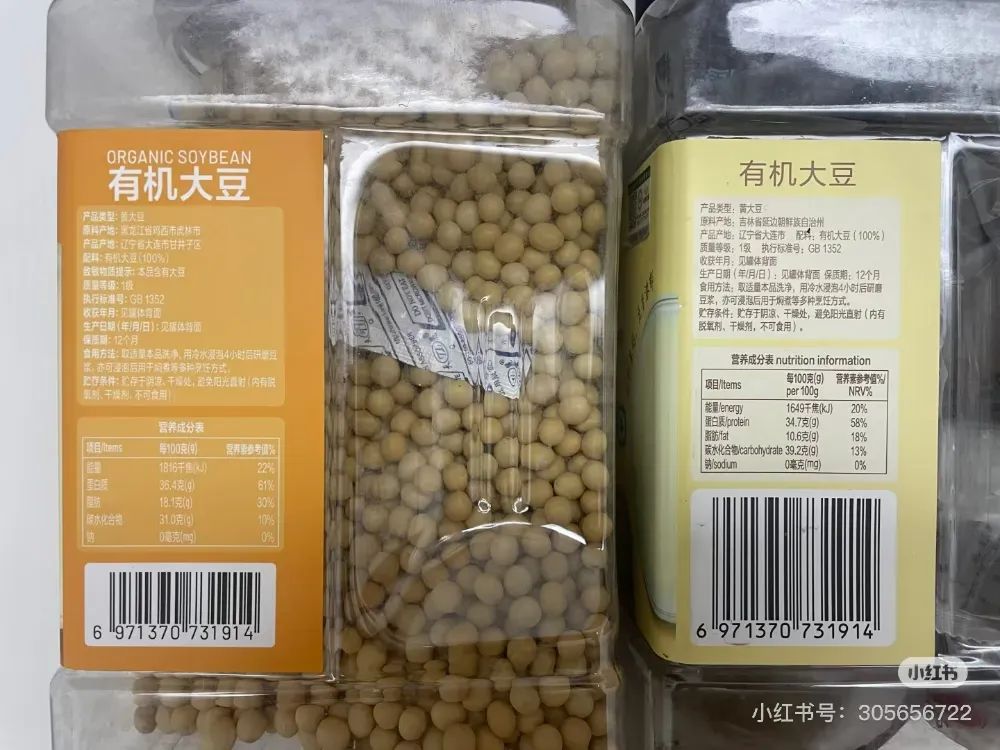 ORGANIC SOYBEAN
有机大豆
产品类型: 黄大豆
原料产地: 黑龙江省鸡西市虎林市
产品产地: 辽宁省大连市甘井子区
配料: 有机大豆(100%)
致敏物质提示: 本品含有大豆
质量等级: 1级
执行标准号: GB 1352
收获年月: 见罐体背面
生产日期 (年/月/日): 见罐体背面
保质期: 12个月
食用方法: 取适量本品洗净, 用冷水浸泡4小时后研磨豆
浆, 亦可浸泡后用于焖煮等多种烹饪方式。
贮存条件: 贮存于阴凉、干燥处, 避免阳光直射(内有脱
氧剂、干燥剂, 不可食用)。
营养成分表
项目/Items 每100克(g) 营养素参考值%
能量 1816千焦(kJ) 22%
蛋白质 36.4克(g) 61%
脂肪 18.1克(g) 30%
碳水化合物 31.0克(g) 10%
钠 0毫克(mg) 0%
6 971370 731914
有机大豆
产品类型: 黄大豆
原料产地: 吉林省延边朝鲜族自治州
产品产地: 辽宁省大连市 配料: 有机大豆 (100%)
质量等级: 1级 执行标准号: GB 1352
收获年月: 见罐体背面
生产日期 (年/月/日): 见罐体背面 保质期: 12个月
食用方法: 取适量本品洗净, 用冷水浸泡4小时后研磨
豆浆, 亦可浸泡后用于焖煮等多种烹饪方式。
贮存条件: 贮存于阴凉、干燥处, 避免阳光直射 (内有
脱氧剂、干燥剂, 不可食用)。
营养成分表 nutrition information
项目/Items 每100克(g) per 100g 营养素参考值%/ NRV%
能量/energy 1649千焦(kJ) 20%
蛋白质/protein 34.7克(g) 58%
脂肪/fat 10.6克(g) 18%
碳水化合物/carbohydrate 39.2克(g) 13%
钠/sodium 0毫克(mg) 0%
6 971370 731914
小红书
小红书号: 305656722